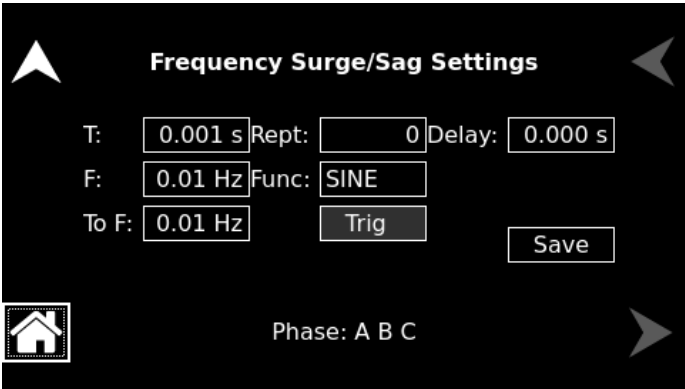 Frequency Surge/Sag Settings
T: 0.001 s Rept: 0 Delay: 0.000 s
F: 0.01 Hz Func: SINE
To F: 0.01 Hz Trig
Save
Phase: A B C